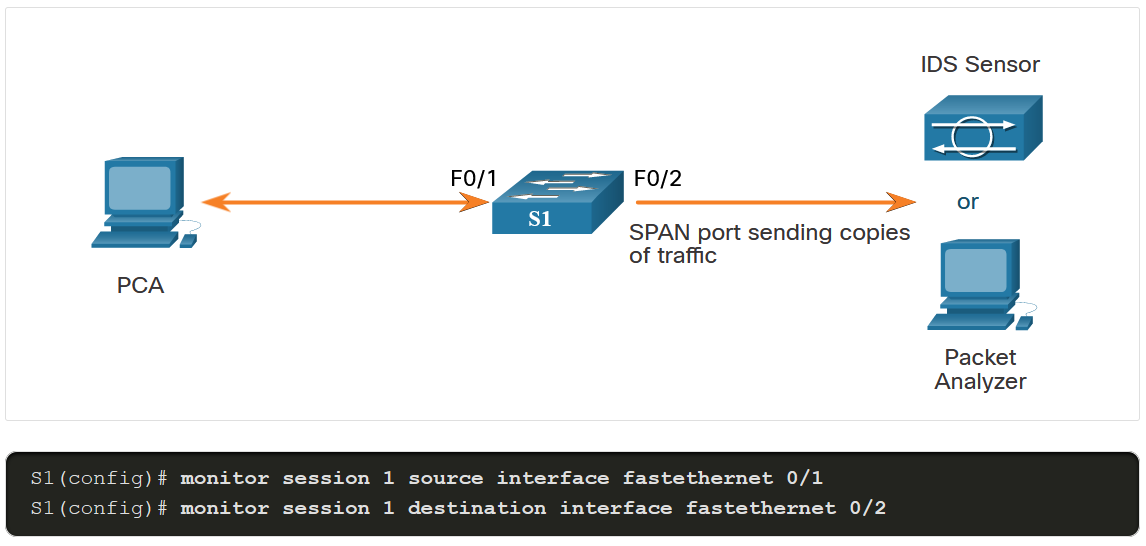 IDS Sensor
F0/1
F0/2
S1
or
SPAN port sending copies
of traffic
PCA
Packet
Analyzer
S1(config)# monitor session 1 source interface fastethernet 0/1
S1(config)# monitor session 1 destination interface fastethernet 0/2